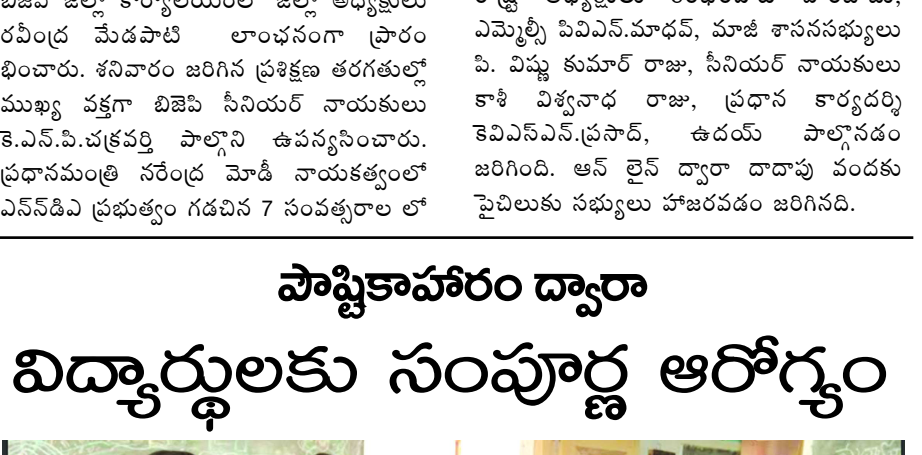 బిజెపి జిల్లా కార్యాలయంలో జిల్లా అధ్యక్షులు
రవీంద్ర మేడపాటి లాంఛనంగా ప్రారం
భించారు. శనివారం జరిగిన ప్రశిక్షణ తరగతుల్లో
ముఖ్య వక్తగా బిజెపి సీనియర్ నాయకులు
కె.ఎన్.పి.చక్రవర్తి పాల్గొని ఉపన్యసించారు.
ప్రధానమంత్రి నరేంద్ర మోడీ నాయకత్వంలో
ఎన్‌న్‌డిఎ ప్రభుత్వం గడచిన 7 సంవత్సరాల లో
అధ్యక్షులు
ఎమ్మెల్సీ పివిఎన్.మాధవ్, మాజీ శాసనసభ్యులు
పి. విష్ణు కుమార్ రాజు, సీనియర్ నాయకులు
కాశీ విశ్వనాధ రాజు, ప్రధాన కార్యదర్శి
కెవిఎస్ఎన్.ప్రసాద్, ఉదయ్ పాల్గొనడం
జరిగింది. ఆన్ లైన్ ద్వారా దాదాపు వందకు
పైచిలుకు సభ్యులు హాజరవడం జరిగినది.
పౌష్టికాహారం ద్వారా
విద్యార్థులకు సంపూర్ణ ఆరోగ్యం